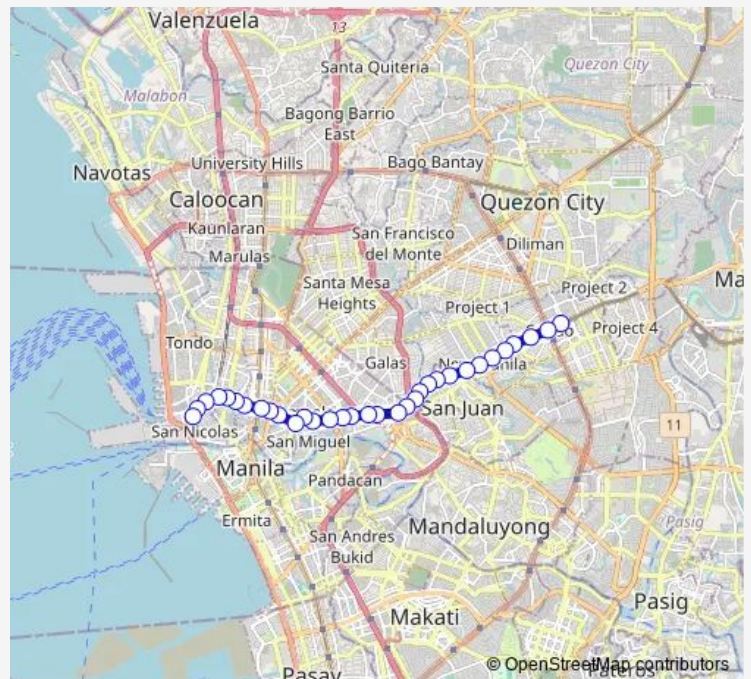 Valenzuela
13
Santa Quiteria
Quezon City
Malabon
Bagong Barrio
East
Navotas
University Hills
Bago Bantay
Caloocan
Quezon City
Kaunlaran
San Francisco
del Monte
Diliman
Marulas
Santa Mesa
Heights
Project 2
Ma
Project 1
Project 4
Tondo
Galas
San Juan
San Nicolas
San Miguel
11
Manila
Pandacan
Ermita
Mandaluyong
Pasig
San Andres
Bukid
Makati
Pasig
© OpenStreetMap contributors
Pasay
Pateros